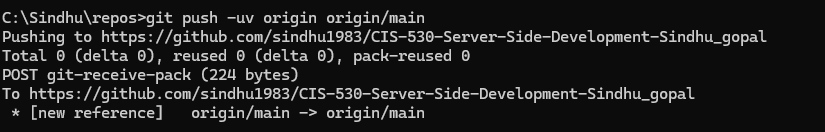 C:\Sindhu\repos>git push -uv origin origin/main
Pushing to https://github.com/sindhu1983/CIS-530-Server-Side-Development-Sindhu_gopal
Total 0 (delta 0), reused 0 (delta 0), pack-reused 0
POST git-receive-pack (224 bytes)
To https://github.com/sindhu1983/CIS-530-Server-Side-Development-Sindhu_gopal
 * [new reference]   origin/main -> origin/main